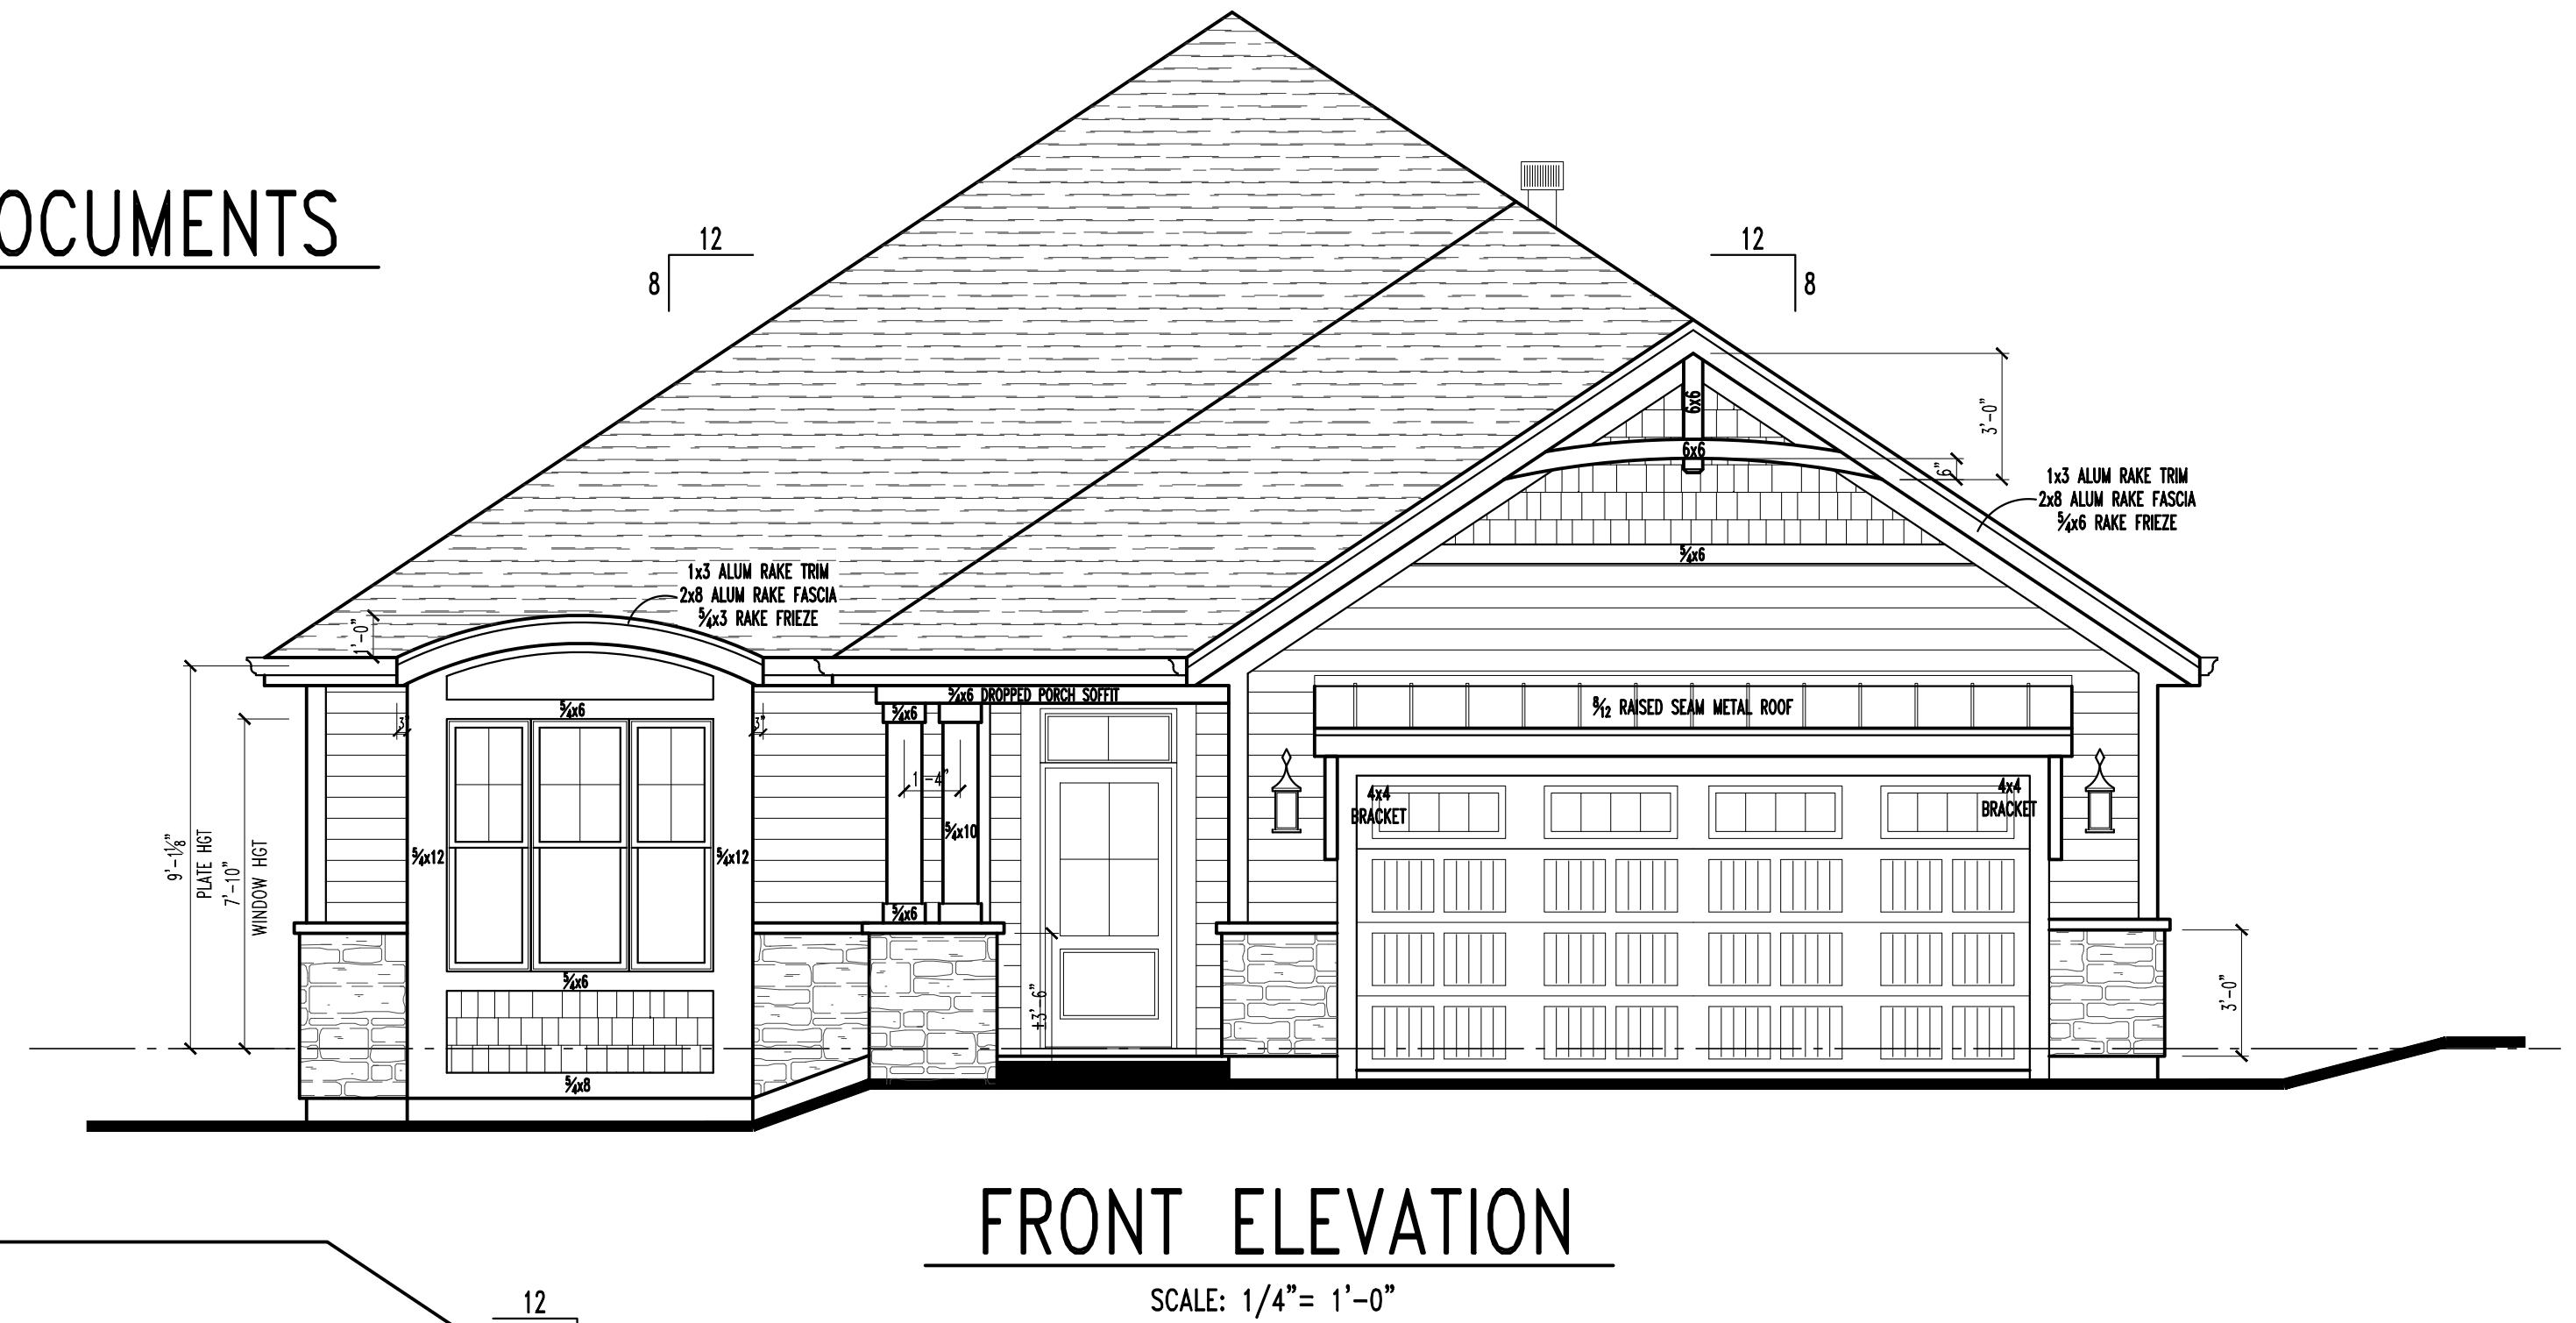 OCUMENTS
12
8
12
8
6x6
3'-0"
6x6
6"
1x3 ALUM RAKE TRIM
2x8 ALUM RAKE FASCIA
5/4x6 RAKE FRIEZE
5/4x6
1x3 ALUM RAKE TRIM
2x8 ALUM RAKE FASCIA
5/4x3 RAKE FRIEZE
1'-0"
5/4x6 DROPPED PORCH SOFFIT
8/12 RAISED SEAM METAL ROOF
5/4x6
5/4x6
3"
3"
1'-4"
4x4
BRACKET
4x4
BRACKET
5/4x10
9'-1 1/8"
PLATE HGT
7'-10"
WINDOW HGT
5/4x12
5/4x12
5/4x6
5/4x6
±3'-6"
3'-0"
5/4x8
FRONT ELEVATION
SCALE: 1/4"= 1'-0"
12